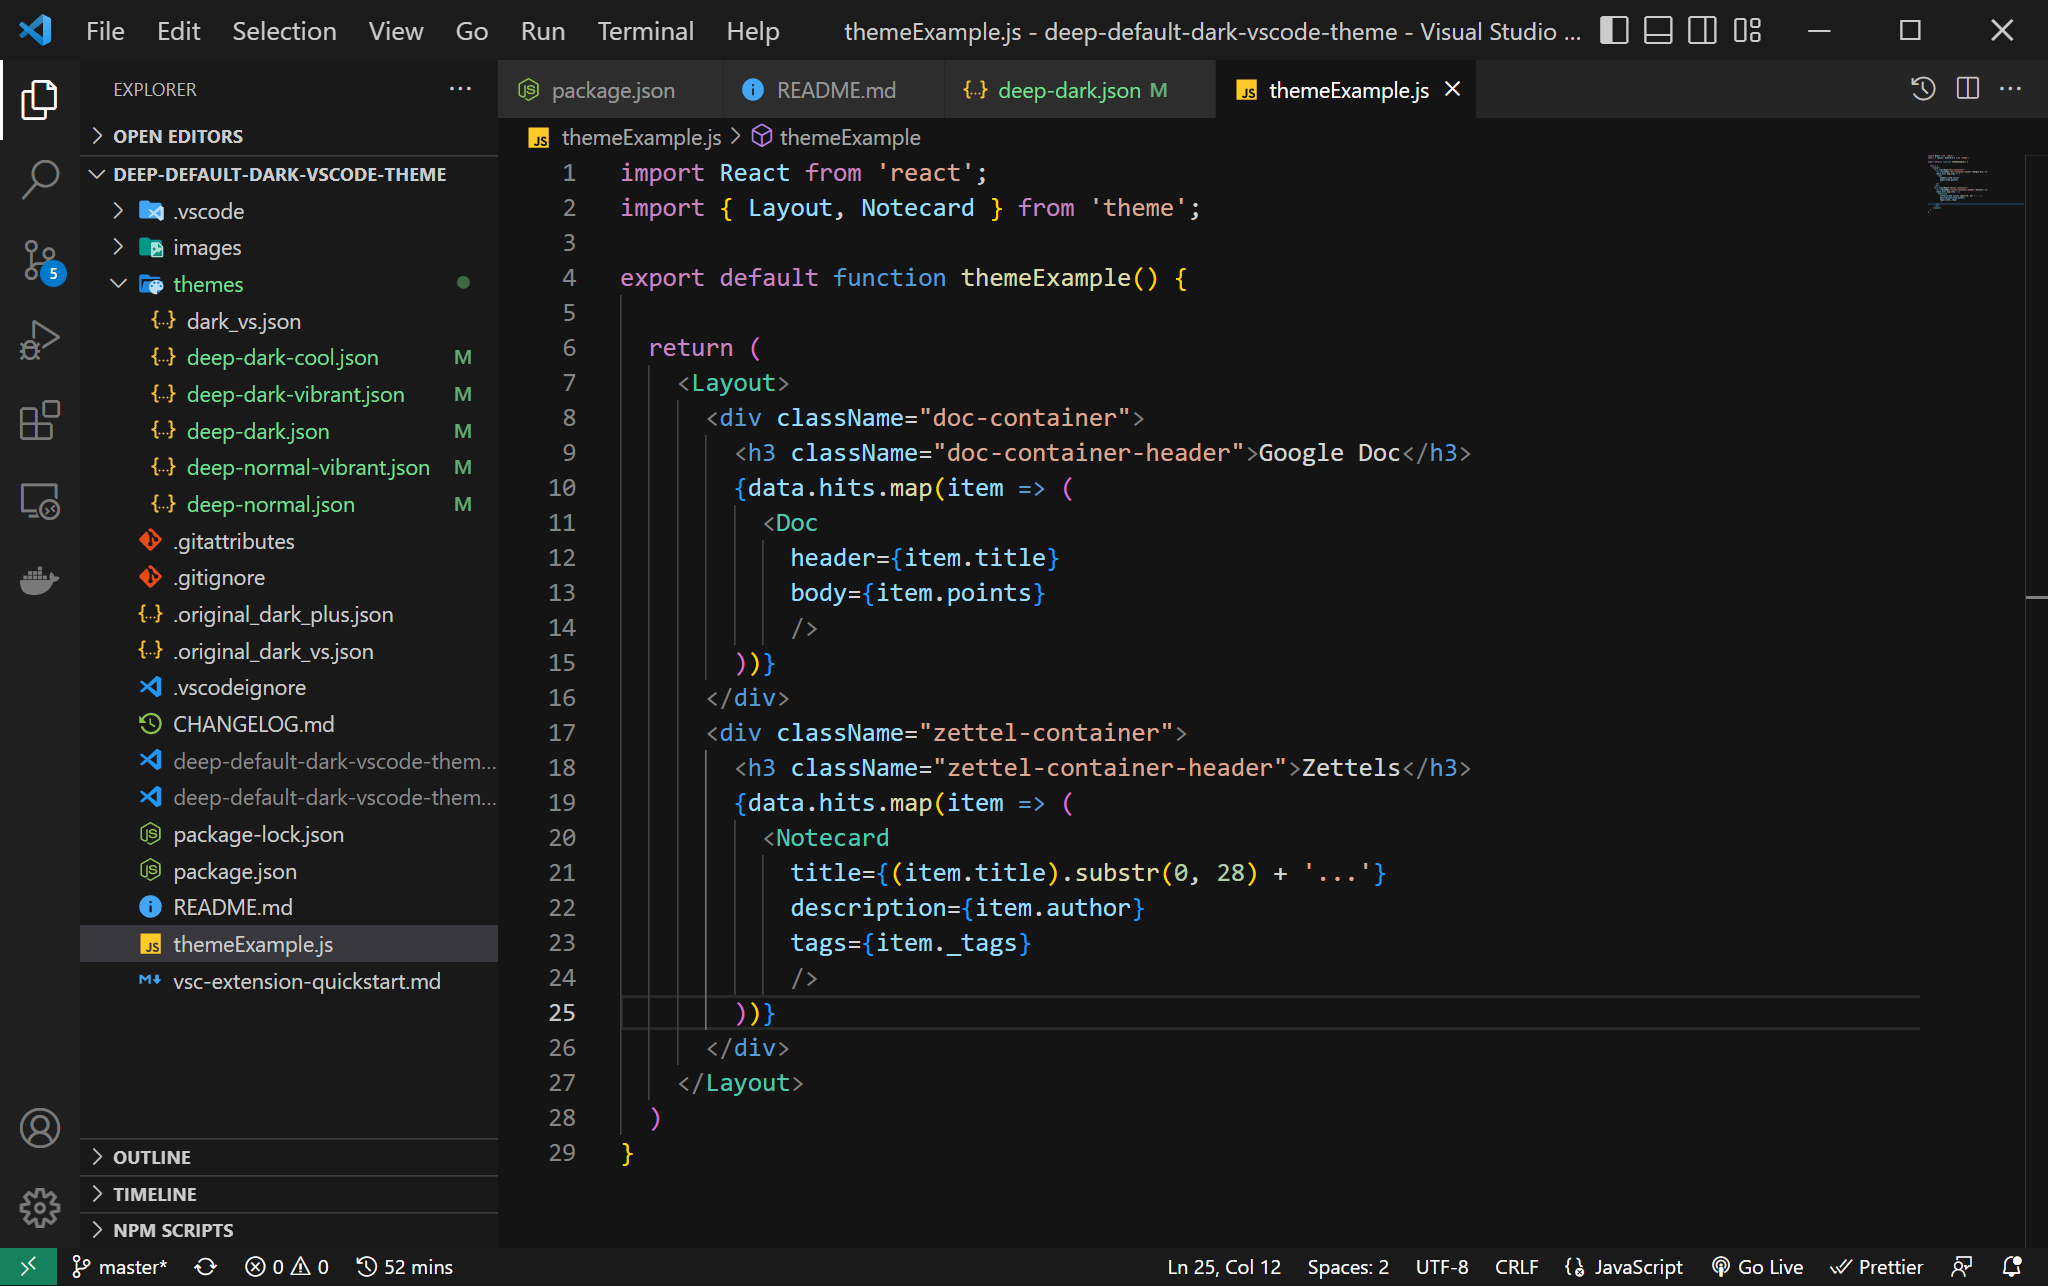 File Edit Selection View Go Run Terminal Help themeExample.js - deep-default-dark-vscode-theme - Visual Studio ...
EXPLORER
OPEN EDITORS
DEEP-DEFAULT-DARK-VSCODE-THEME
.vscode
images
themes
dark_vs.json
deep-dark-cool.json M
deep-dark-vibrant.json M
deep-dark.json M
deep-normal-vibrant.json M
deep-normal.json M
.gitattributes
.gitignore
.original_dark_plus.json
.original_dark_vs.json
.vscodeignore
CHANGELOG.md
deep-default-dark-vscode-them...
deep-default-dark-vscode-them...
package-lock.json
package.json
README.md
themeExample.js
vsc-extension-quickstart.md
OUTLINE
TIMELINE
NPM SCRIPTS
5
package.json README.md deep-dark.json M themeExample.js
themeExample.js > themeExample
1 import React from 'react';
2 import { Layout, Notecard } from 'theme';
3
4 export default function themeExample() {
5
6 return (
7 <Layout>
8 <div className="doc-container">
9 <h3 className="doc-container-header">Google Doc</h3>
10 {data.hits.map(item => (
11 <Doc
12 header={item.title}
13 body={item.points}
14 />
15 ))}
16 </div>
17 <div className="zettel-container">
18 <h3 className="zettel-container-header">Zettels</h3>
19 {data.hits.map(item => (
20 <Notecard
21 title={(item.title).substr(0, 28) + '...'}
22 description={item.author}
23 tags={item._tags}
24 />
25 ))}
26 </div>
27 </Layout>
28 )
29 }
master* 0 0 52 mins Ln 25, Col 12 Spaces: 2 UTF-8 CRLF JavaScript Go Live Prettier